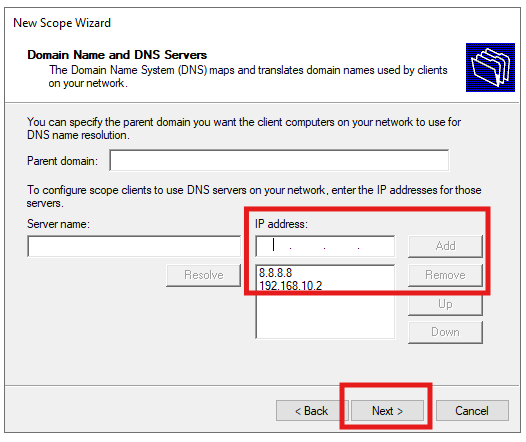 New Scope Wizard
Domain Name and DNS Servers
The Domain Name System (DNS) maps and translates domain names used by clients
on your network.
You can specify the parent domain you want the client computers on your network to use for
DNS name resolution.
Parent domain:
To configure scope clients to use DNS servers on your network, enter the IP addresses for those
servers.
Server name:
IP address:
. . .
Add
Resolve
8.8.8.8
Remove
192.168.10.2
Up
Down
< Back
Next >
Cancel